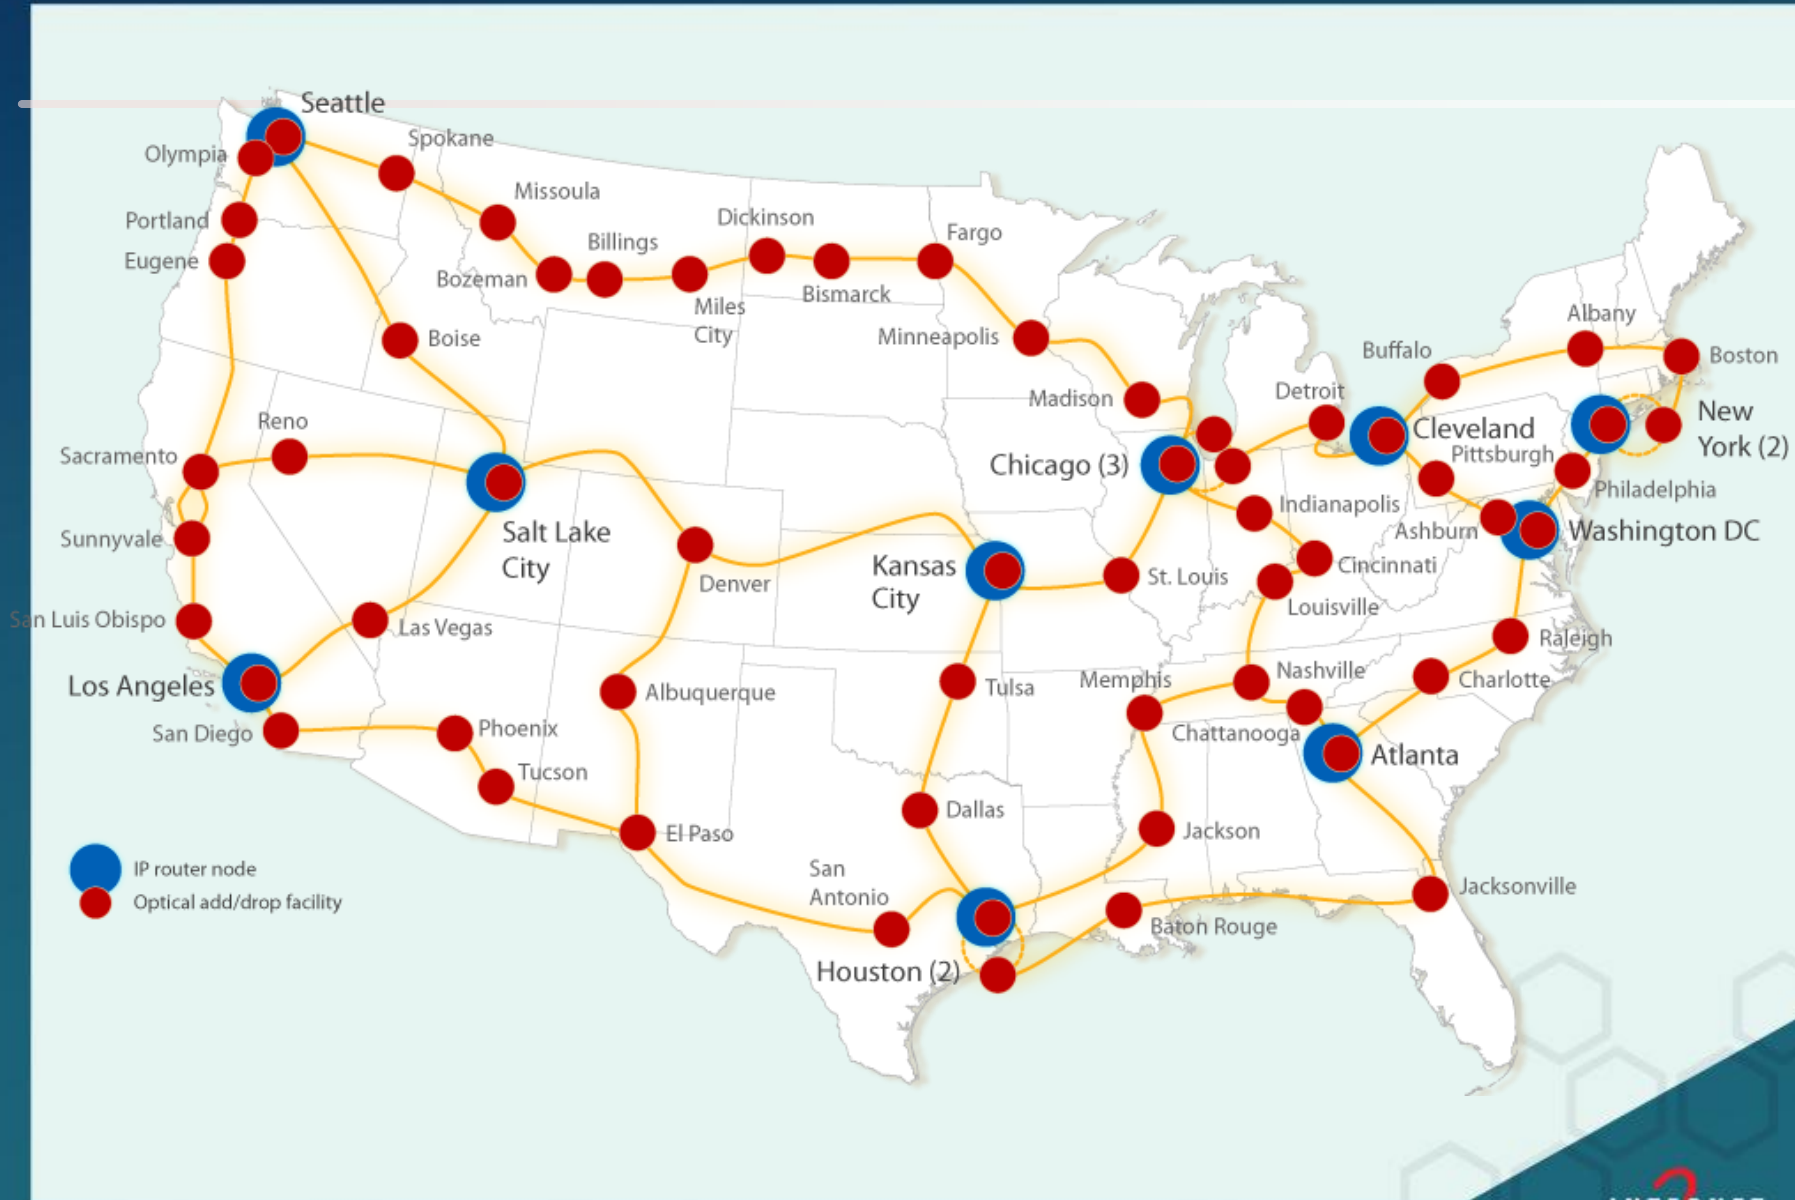 Seattle
Spokane
Olympia
Missoula
Portland
Dickinson
Fargo
Billings
Eugene
Bozeman
Bismarck
Miles
City
Albany
Boise
Minneapolis
Buffalo
Boston
Detroit
Madison
New
York (2)
Reno
Cleveland
Sacramento
Pittsburgh
Chicago (3)
Philadelphia
Indianapolis
Salt Lake
City
Ashburn
Washington DC
Sunnyvale
Kansas
City
Denver
St. Louis
Cincinnati
Louisville
San Luis Obispo
Las Vegas
Raleigh
Los Angeles
Albuquerque
Tulsa
Memphis
Nashville
Charlotte
San Diego
Phoenix
Chattanooga
Atlanta
Tucson
Dallas
El Paso
Jackson
San
Antonio
IP router node
Optical add/drop facility
Jacksonville
Baton Rouge
Houston (2)